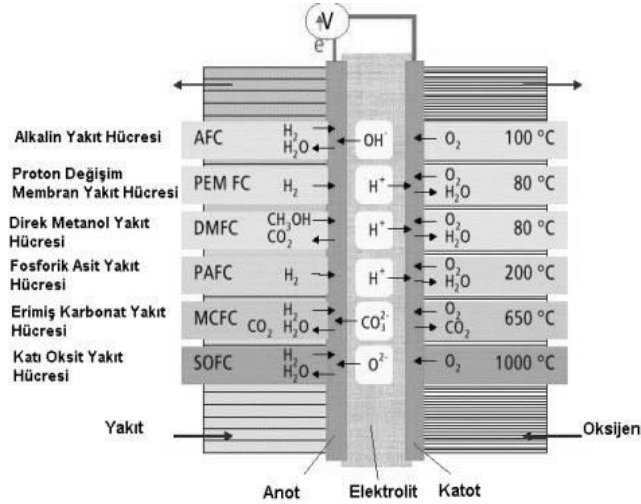 V
e⁻
Alkalin Yakıt Hücresi AFC H₂ H₂O OH⁻ O₂ 100 °C
Proton Değişim
Membran Yakıt Hücresi PEM FC H₂ H⁺ O₂ H₂O 80 °C
Direk Metanol Yakıt
Hücresi DMFC CH₃OH CO₂ H⁺ O₂ H₂O 80 °C
Fosforik Asit Yakıt
Hücresi PAFC H₂ H⁺ O₂ H₂O 200 °C
Erimiş Karbonat Yakıt
Hücresi MCFC CO₂ H₂ H₂O CO₃²⁻ O₂ CO₂ 650 °C
Katı Oksit Yakıt
Hücresi SOFC H₂ H₂O O²⁻ O₂ 1000 °C
Yakıt Oksijen
Anot Elektrolit Katot